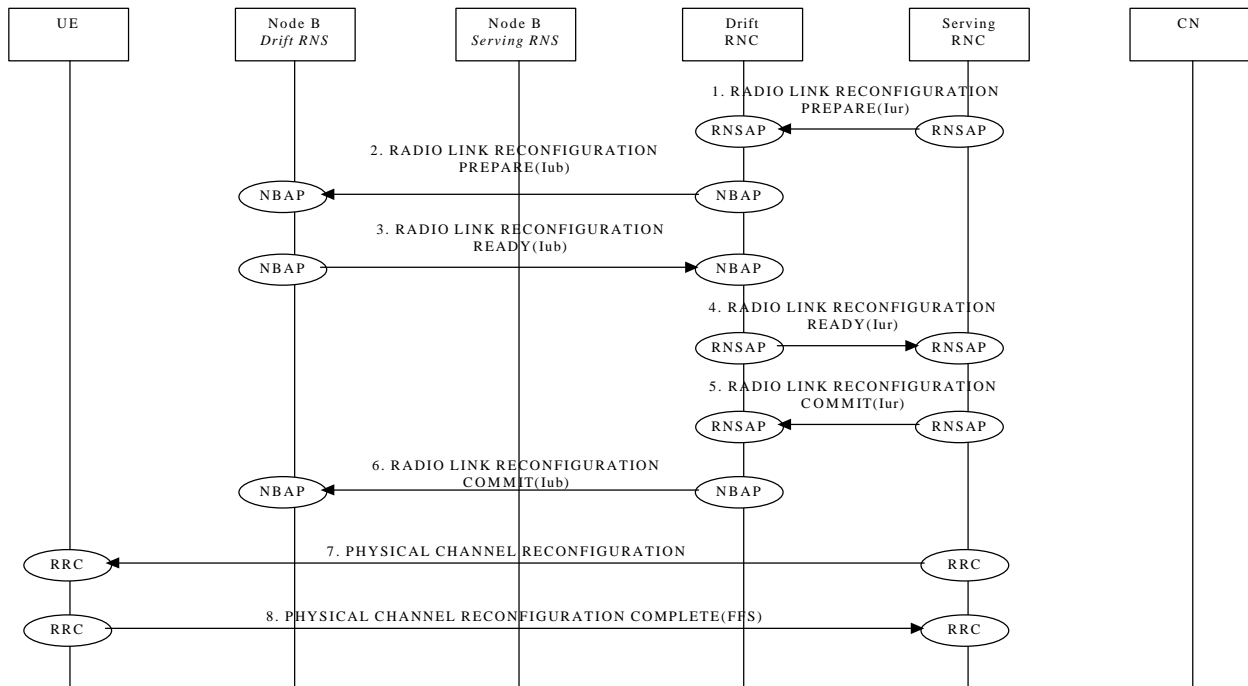 UE
Node B
Drift RNS
Node B
Serving RNS
Drift
RNC
Serving
RNC
CN
1. RADIO LINK RECONFIGURATION
PREPARE(Iur)
RNSAP
RNSAP
2. RADIO LINK RECONFIGURATION
PREPARE(Iub)
NBAP
NBAP
3. RADIO LINK RECONFIGURATION
READY(Iub)
NBAP
NBAP
4. RADIO LINK RECONFIGURATION
READY(Iur)
RNSAP
RNSAP
5. RADIO LINK RECONFIGURATION
COMMIT(Iur)
RNSAP
RNSAP
6. RADIO LINK RECONFIGURATION
COMMIT(Iub)
NBAP
NBAP
7. PHYSICAL CHANNEL RECONFIGURATION
RRC
RRC
8. PHYSICAL CHANNEL RECONFIGURATION COMPLETE(FFS)
RRC
RRC